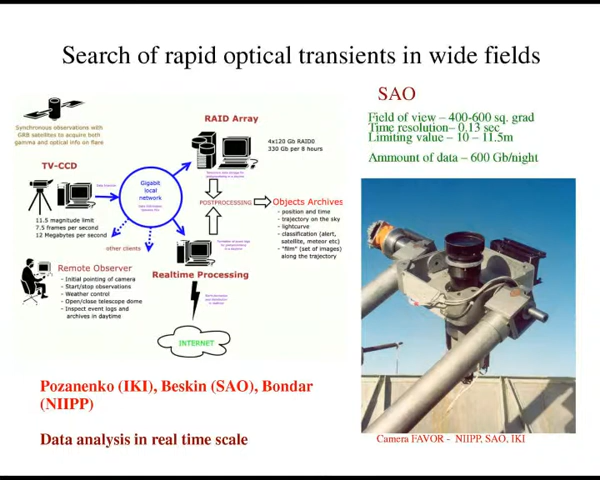 Search of rapid optical transients in wide fields
SAO
Field of view – 400-600 sq. grad
Time resolution– 0.13 sec
Limiting value – 10 – 11.5m
Ammount of data – 600 Gb/night
Synchronous observations with
GRB satellites to acquire both
gamma and optical info on flare
RAID Array
4x120 Gb RAID0
330 Gb per 8 hours
TV-CCD
Gigabit
local
network
11.5 magnitude limit
7.5 frames per second
12 Megabytes per second
POSTPROCESSING
Objects Archives
- position and time
- trajectory on the sky
- lightcurve
- classification (alert,
satellite, meteor etc)
- "film" (set of images)
along the trajectory
other clients
Remote Observer
- Initial pointing of camera
- Start/stop observations
- Weather control
- Open/close telescope dome
- Inspect event logs and
archives in daytime
Realtime Processing
INTERNET
Pozanenko (IKI), Beskin (SAO), Bondar
(NIIPP)
Data analysis in real time scale
Camera FAVOR - NIIPP, SAO, IKI